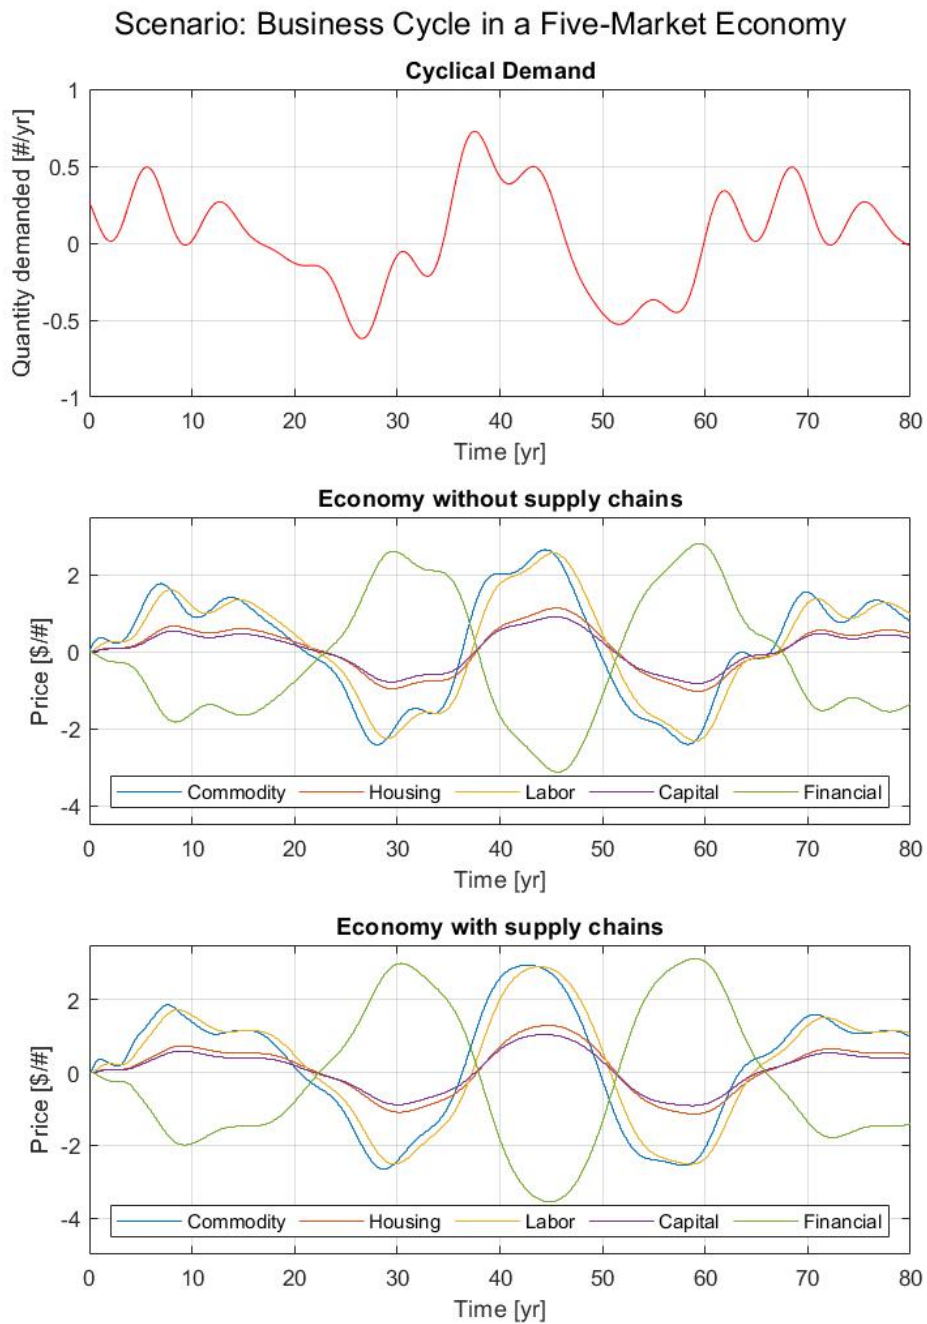 Scenario: Business Cycle in a Five-Market Economy
Cyclical Demand
Quantity demanded [#/yr]
1
0.5
0
-0.5
-1
0 10 20 30 40 50 60 70 80
Time [yr]
Economy without supply chains
Price [$/#]
2
0
-2
-4
Commodity Housing Labor Capital Financial
0 10 20 30 40 50 60 70 80
Time [yr]
Economy with supply chains
Price [$/#]
2
0
-2
-4
Commodity Housing Labor Capital Financial
0 10 20 30 40 50 60 70 80
Time [yr]